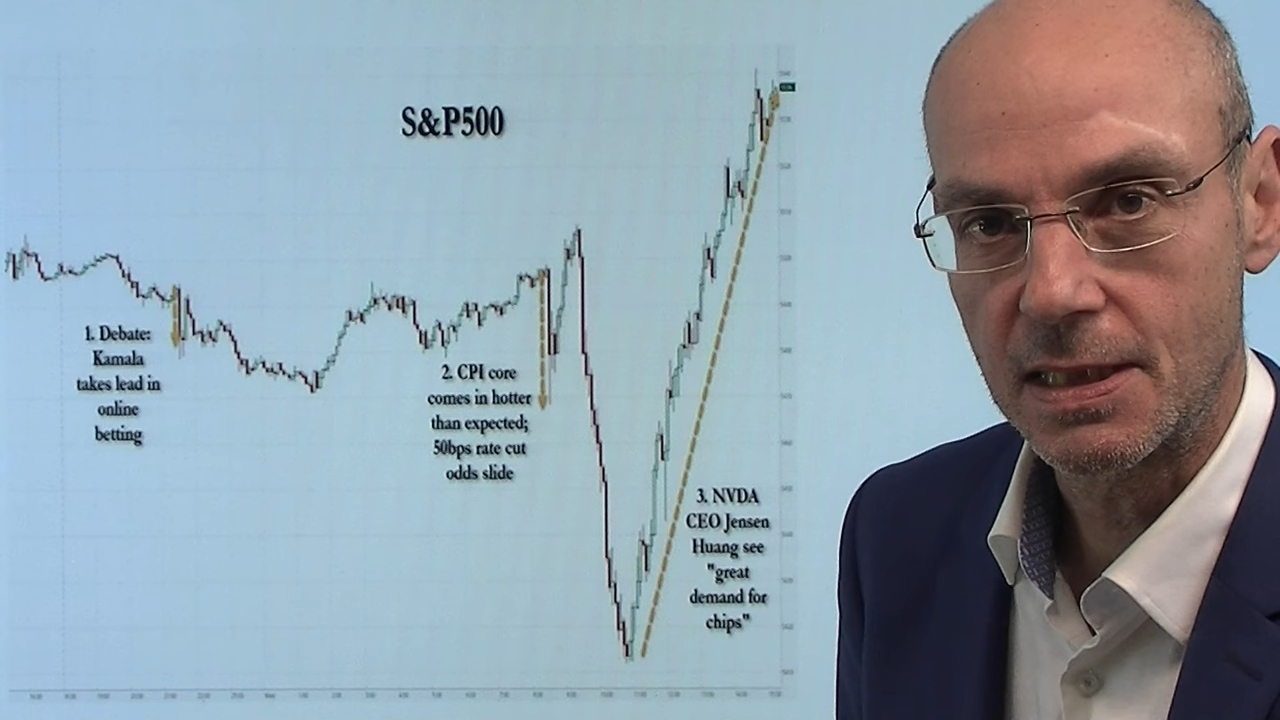 S&P500
1. Debate:
Kamala
takes lead in
online
betting
2. CPI core
comes in hotter
than expected;
50bps rate cut
odds slide
3. NVDA
CEO Jensen
Huang see
"great
demand for
chips"